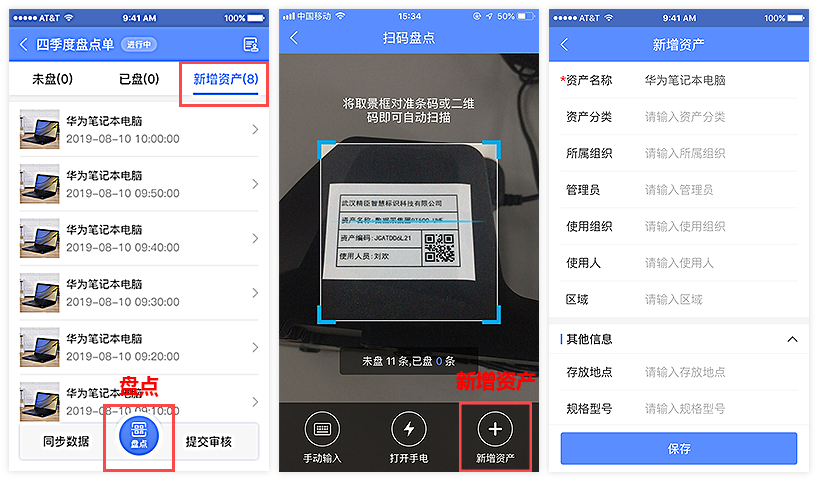 AT&T 9:41 AM 100%
四季度盘点单 进行中
未盘(0) 已盘(0) 新增资产(8)
华为笔记本电脑
2019-08-10 10:00:00
华为笔记本电脑
2019-08-10 09:50:00
华为笔记本电脑
2019-08-10 09:40:00
华为笔记本电脑
2019-08-10 09:30:00
华为笔记本电脑
2019-08-10 09:20:00
华为笔记本电脑
2019-08-10 09:10:00
盘点
同步数据 盘点 提交审核
中国移动 15:34 50%
扫码盘点
将取景框对准条码或二维
码即可自动扫描
武汉精臣智慧标识科技有限公司
资产名称:数据采集器
资产编码:JCATDD6L21
使用人员:刘欢
未盘 11 条,已盘 0 条
新增资产
手动输入 打开手电 新增资产
AT&T 9:41 AM 100%
新增资产
*资产名称 华为笔记本电脑
资产分类 请输入资产分类
所属组织 请输入所属组织
管理员 请输入管理员
使用组织 请输入使用组织
使用人 请输入使用人
区域 请输入区域
其他信息
存放地点 请输入存放地点
规格型号 请输入规格型号
保存